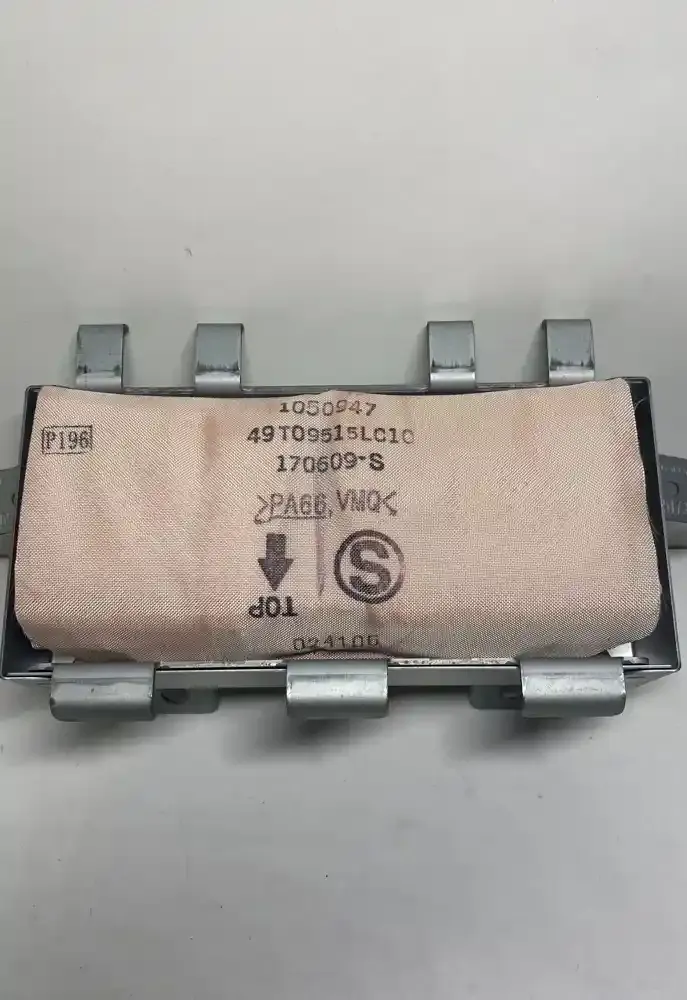 1050947
P196
49T09515LC10
170609-S
>PA66,VMQ<
S
TOP
024106